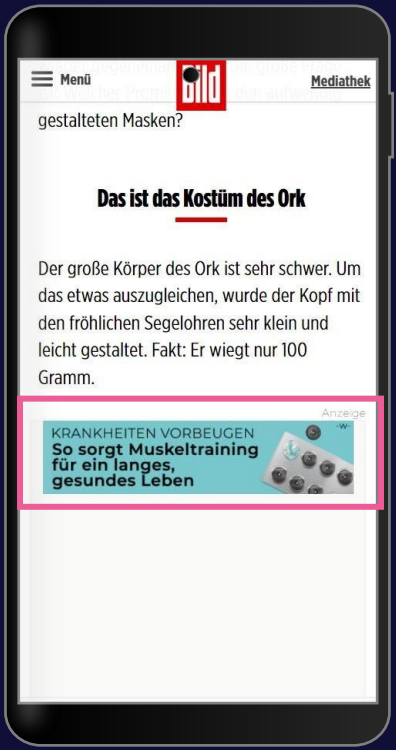 Menü
Bild
Mediathek
gestalteten Masken?
Das ist das Kostüm des Ork
Der große Körper des Ork ist sehr schwer. Um
das etwas auszugleichen, wurde der Kopf mit
den fröhlichen Segelohren sehr klein und
leicht gestaltet. Fakt: Er wiegt nur 100
Gramm.
Anzeige
-W-
KRANKHEITEN VORBEUGEN
So sorgt Muskeltraining
für ein langes,
gesundes Leben